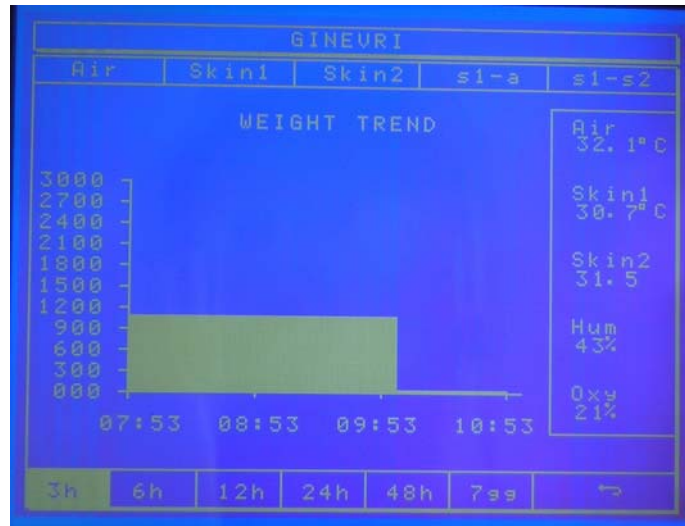 GINEVRI
Air Skin1 Skin2 s1-a s1-s2
WEIGHT TREND
3000
2700
2400
2100
1800
1500
1200
900
600
300
000
07:53 08:53 09:53 10:53
Air
32.1°C
Skin1
30.7°C
Skin2
31.5
Hum
43%
Oxy
21%
3h 6h 12h 24h 48h 7gg